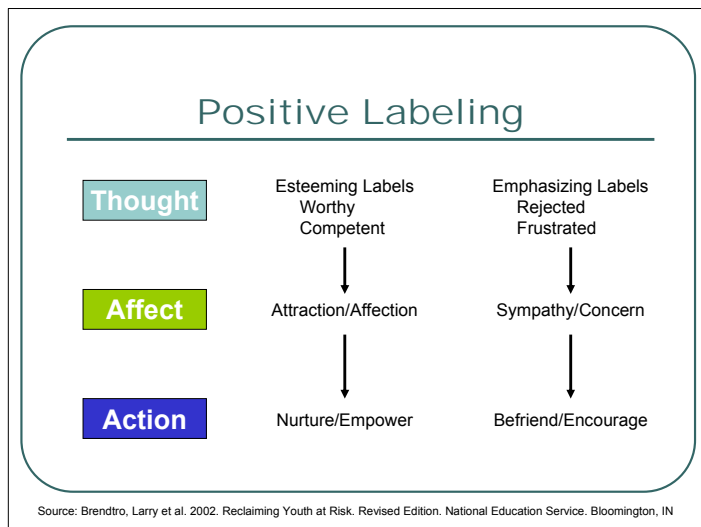 Positive Labeling
Thought
Esteeming Labels
Worthy
Competent
Emphasizing Labels
Rejected
Frustrated
Affect
Attraction/Affection
Sympathy/Concern
Action
Nurture/Empower
Befriend/Encourage
Source: Brendtro, Larry et al. 2002. Reclaiming Youth at Risk. Revised Edition. National Education Service. Bloomington, IN